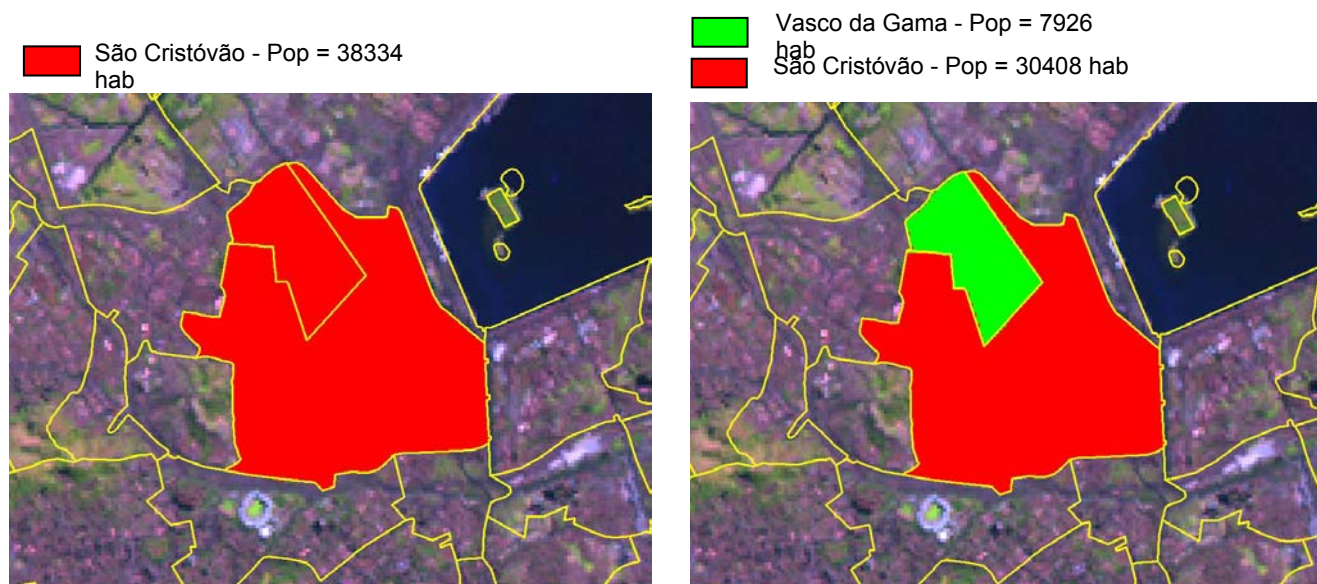 São Cristóvão - Pop = 38334
hab
Vasco da Gama - Pop = 7926
hab
São Cristóvão - Pop = 30408 hab